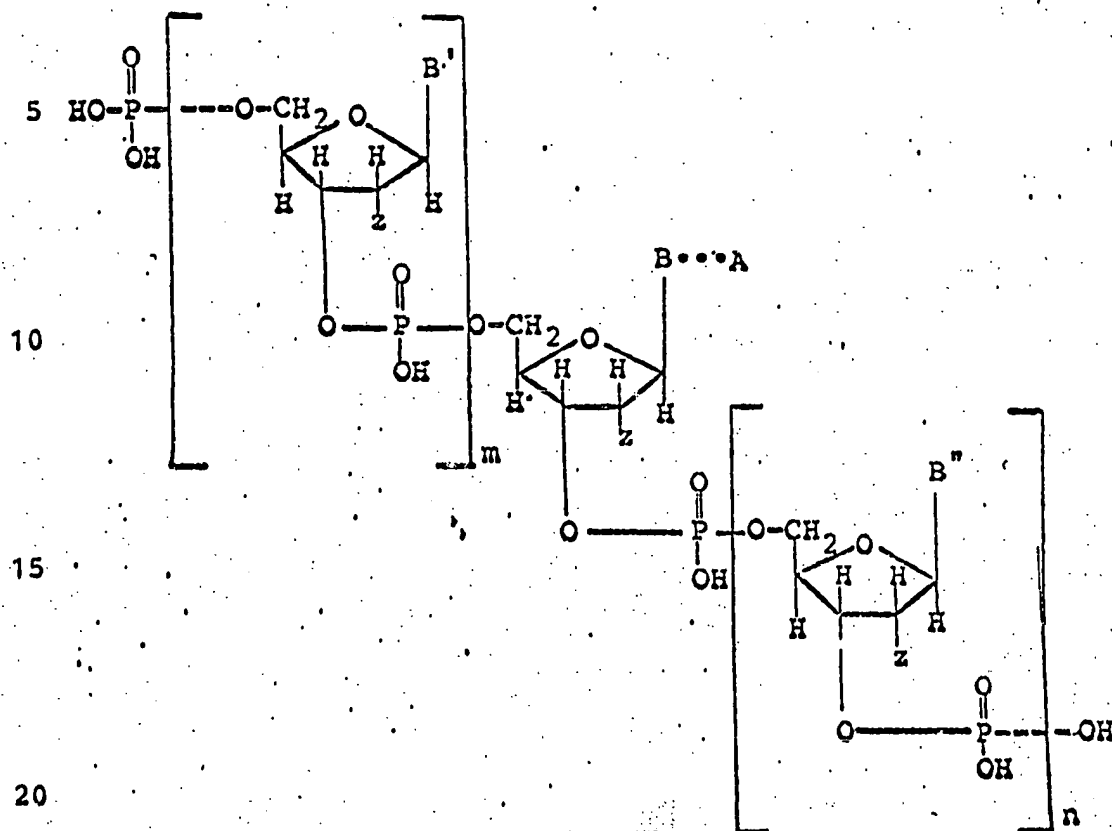 O
B'
5 HO-P---O-CH2 O
OH H H
H H
z
B•••A
O
10 O-P-O-CH2 O
OH H H
H H
z
m
B"
O
O-P-O-CH2 O
15 OH H H
H H
z
O
O-P---OH
OH
20
n